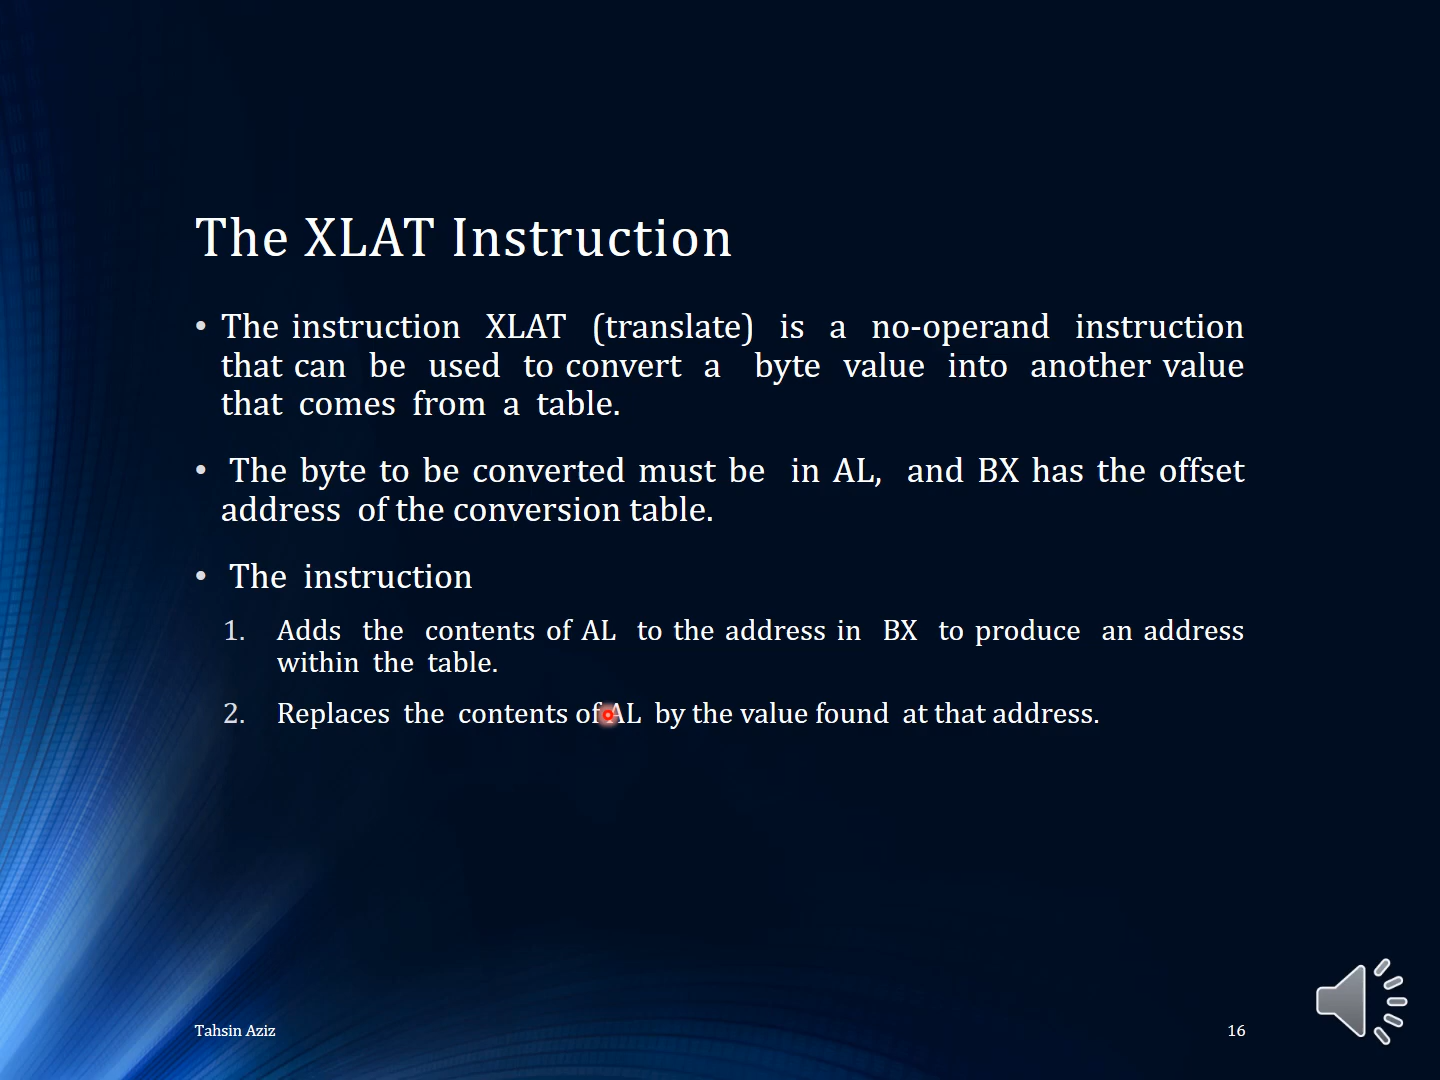 The XLAT Instruction
• The instruction XLAT (translate) is a no-operand instruction
that can be used to convert a byte value into another value
that comes from a table.
• The byte to be converted must be in AL, and BX has the offset
address of the conversion table.
• The instruction
1. Adds the contents of AL to the address in BX to produce an address
within the table.
2. Replaces the contents of AL by the value found at that address.
Tahsin Aziz
16